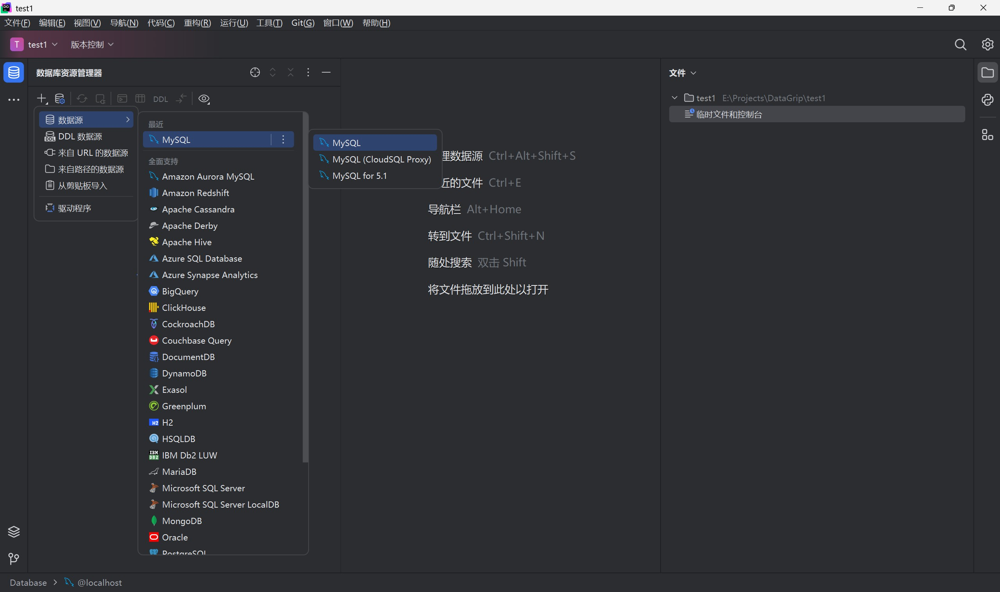 test1
文件(F) 编辑(E) 视图(V) 导航(N) 代码(C) 重构(R) 运行(U) 工具(T) Git(G) 窗口(W) 帮助(H)
T test1 版本控制
数据库资源管理器
DDL
数据源
DDL 数据源
来自 URL 的数据源
来自路径的数据源
从剪贴板导入
驱动程序
最近
MySQL
全面支持
Amazon Aurora MySQL
Amazon Redshift
Apache Cassandra
Apache Derby
Apache Hive
Azure SQL Database
Azure Synapse Analytics
BigQuery
ClickHouse
CockroachDB
Couchbase Query
DocumentDB
DynamoDB
Exasol
Greenplum
H2
HSQLDB
IBM Db2 LUW
MariaDB
Microsoft SQL Server
Microsoft SQL Server LocalDB
MongoDB
Oracle
PostgreSQL
MySQL
MySQL (CloudSQL Proxy)
MySQL for 5.1
理数据源 Ctrl+Alt+Shift+S
近的文件 Ctrl+E
导航栏 Alt+Home
转到文件 Ctrl+Shift+N
随处搜索 双击 Shift
将文件拖放到此处以打开
文件
test1 E:\Projects\DataGrip\test1
临时文件和控制台
Database > @localhost